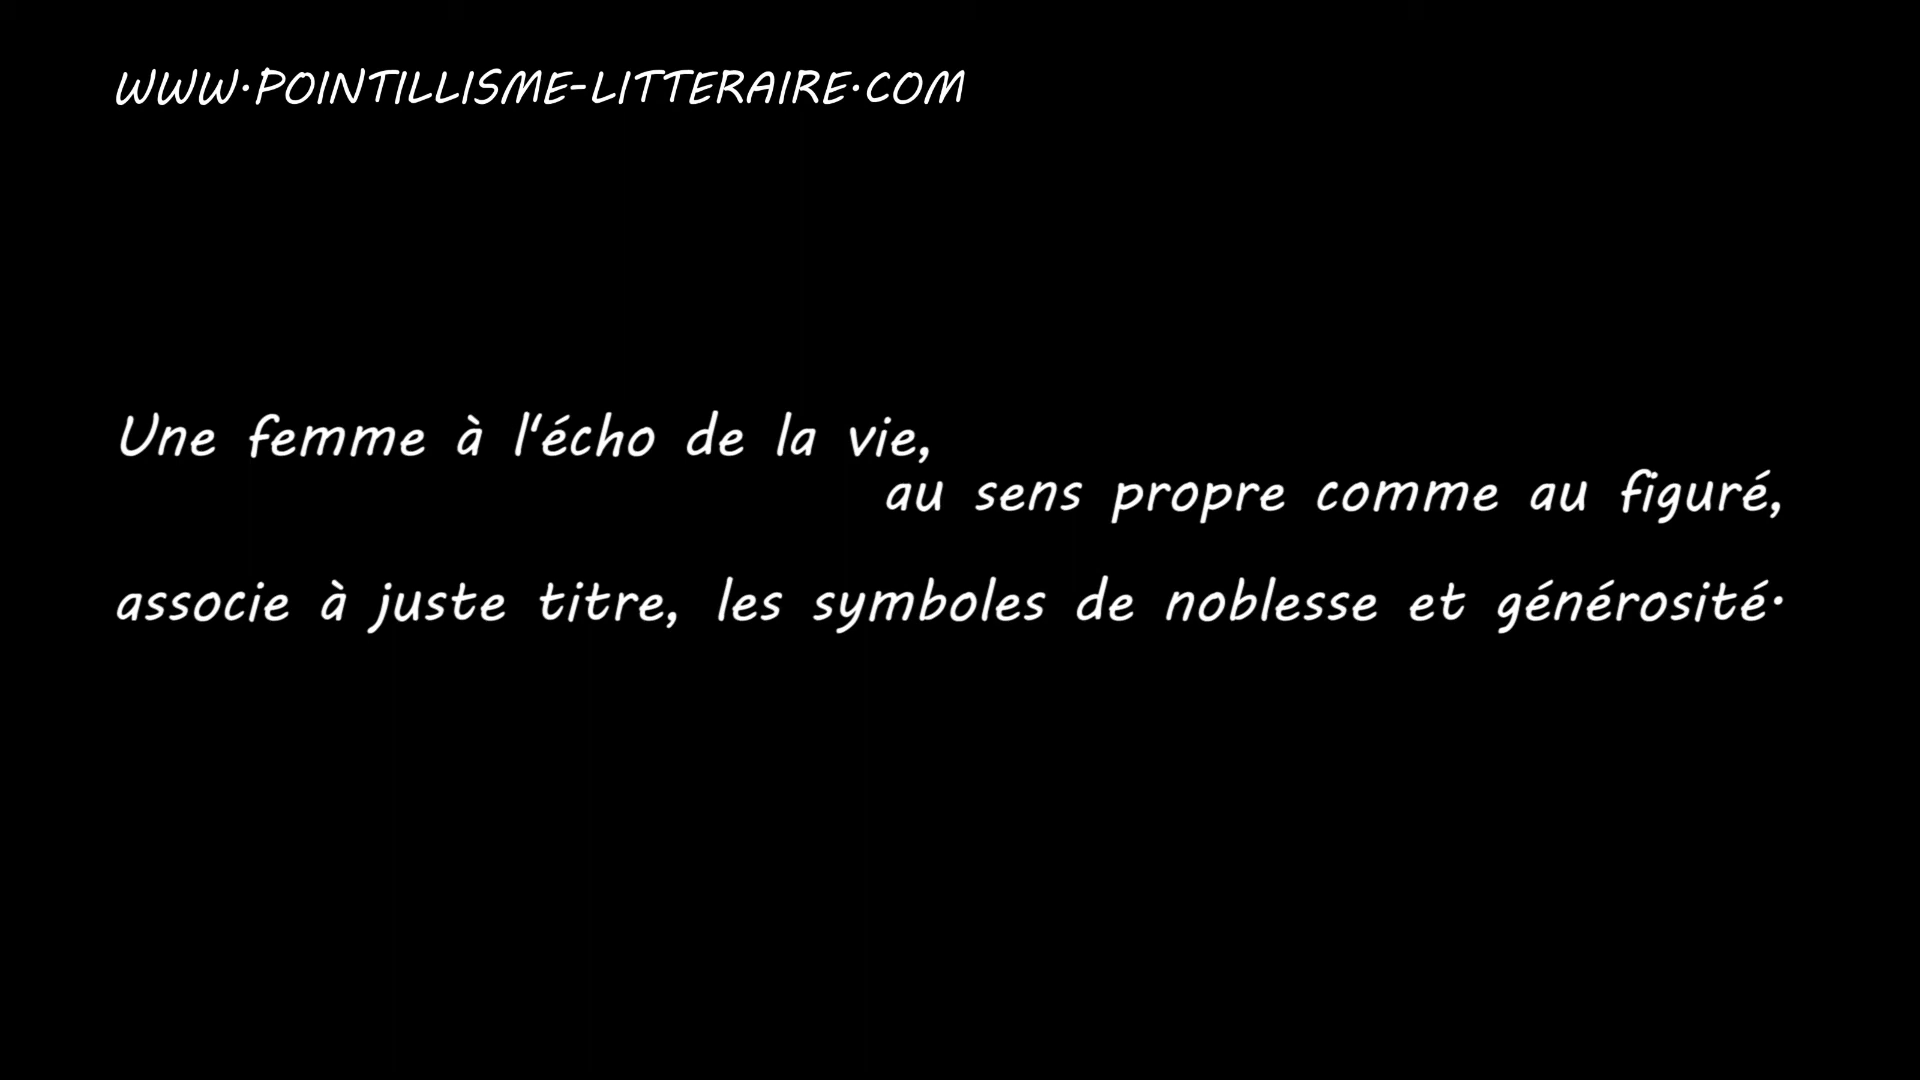 WWW.POINTILLISME-LITTERAIRE.COM
Une femme à l'écho de la vie,
au sens propre comme au figuré,
associe à juste titre, les symboles de noblesse et générosité.